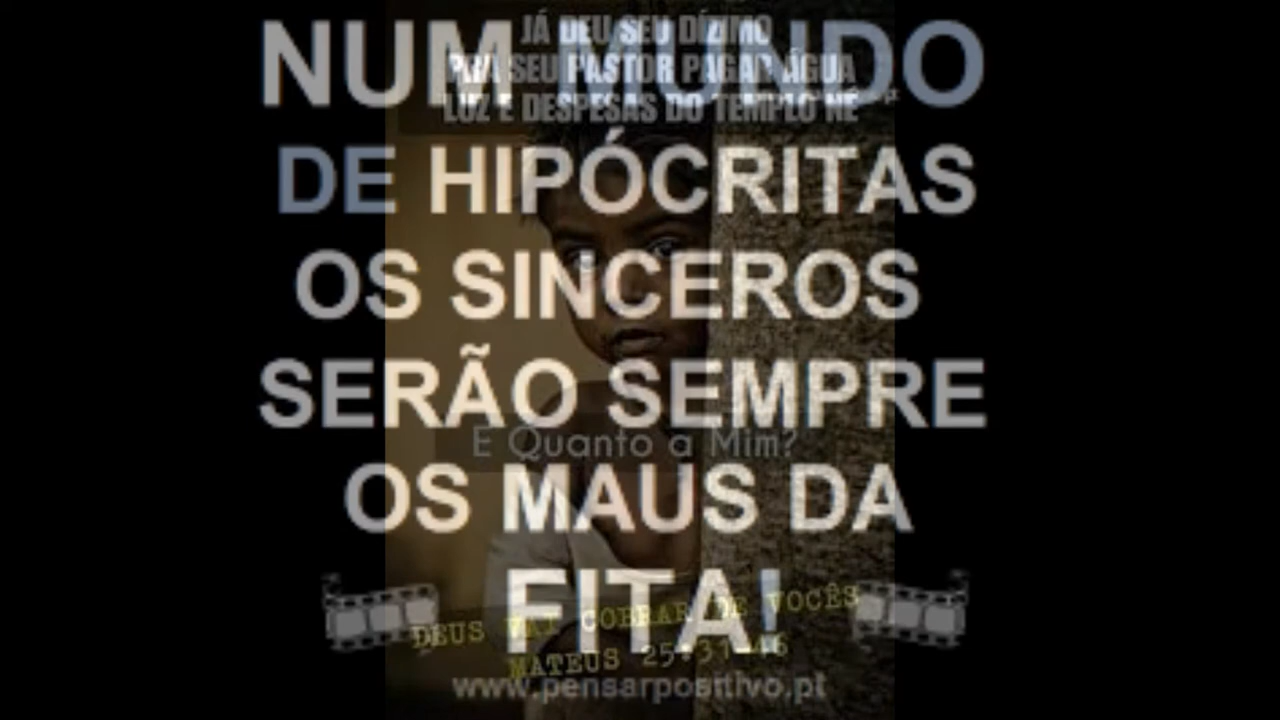 JÁ DEU SEU DÍZIMO
PRA SEU PASTOR PAGAR ÁGUA
LUZ E DESPESAS DO TEMPLO NÉ
NUM MUNDO
DE HIPÓCRITAS
OS SINCEROS
SERÃO SEMPRE
E Quanto a Mim?
OS MAUS DA
FITA!
DEUS VAI COBRAR DE VOCÊS
MATEUS 25:31-46
www.pensarpositivo.pt